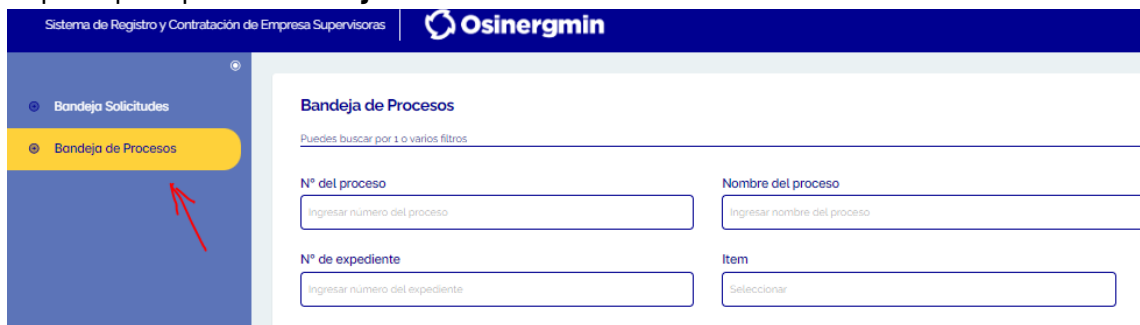 Sistema de Registro y Contratación de Empresa Supervisoras
Osinergmin
Bandeja Solicitudes
Bandeja de Procesos
Bandeja de Procesos
Puedes buscar por 1 o varios filtros
Nº del proceso
Nombre del proceso
Ingresar número del proceso
Ingresar nombre del proceso
Nº de expediente
Item
Ingresar número del expediente
Seleccionar